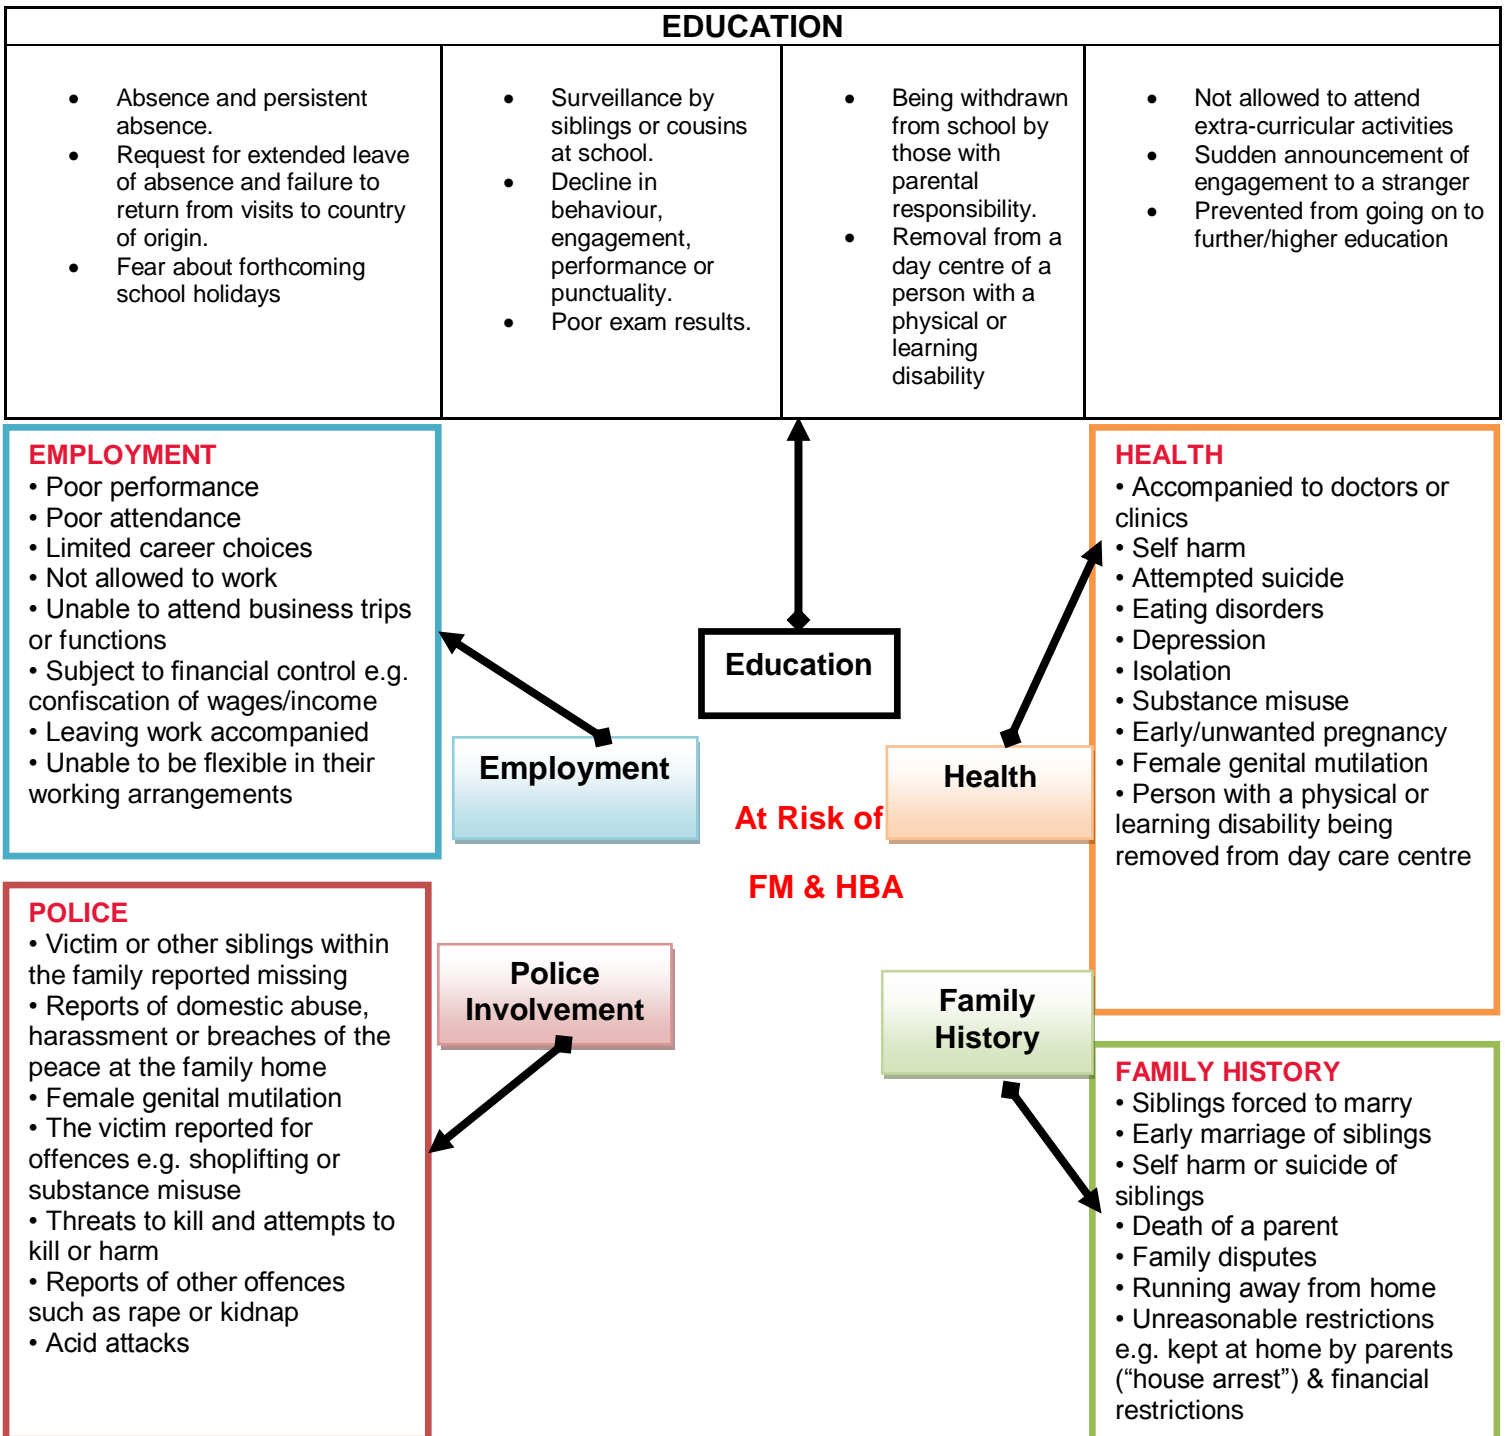 EDUCATION
• Absence and persistent
absence.
• Request for extended leave
of absence and failure to
return from visits to country
of origin.
• Fear about forthcoming
school holidays
• Surveillance by
siblings or cousins
at school.
• Decline in
behaviour,
engagement,
performance or
punctuality.
• Poor exam results.
• Being withdrawn
from school by
those with
parental
responsibility.
• Removal from a
day centre of a
person with a
physical or
learning
disability
• Not allowed to attend
extra-curricular activities
• Sudden announcement of
engagement to a stranger
• Prevented from going on to
further/higher education
EMPLOYMENT
• Poor performance
• Poor attendance
• Limited career choices
• Not allowed to work
• Unable to attend business trips
or functions
• Subject to financial control e.g.
confiscation of wages/income
• Leaving work accompanied
• Unable to be flexible in their
working arrangements
Education
Employment
Health
At Risk of
FM & HBA
HEALTH
• Accompanied to doctors or
clinics
• Self harm
• Attempted suicide
• Eating disorders
• Depression
• Isolation
• Substance misuse
• Early/unwanted pregnancy
• Female genital mutilation
• Person with a physical or
learning disability being
removed from day care centre
POLICE
• Victim or other siblings within
the family reported missing
• Reports of domestic abuse,
harassment or breaches of the
peace at the family home
• Female genital mutilation
• The victim reported for
offences e.g. shoplifting or
substance misuse
• Threats to kill and attempts to
kill or harm
• Reports of other offences
such as rape or kidnap
• Acid attacks
Police
Involvement
Family
History
FAMILY HISTORY
• Siblings forced to marry
• Early marriage of siblings
• Self harm or suicide of
siblings
• Death of a parent
• Family disputes
• Running away from home
• Unreasonable restrictions
e.g. kept at home by parents
(“house arrest”) & financial
restrictions